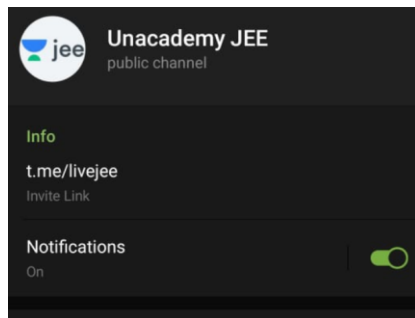 jee
Unacademy JEE
public channel
Info
t.me/livejee
Invite Link
Notifications
On